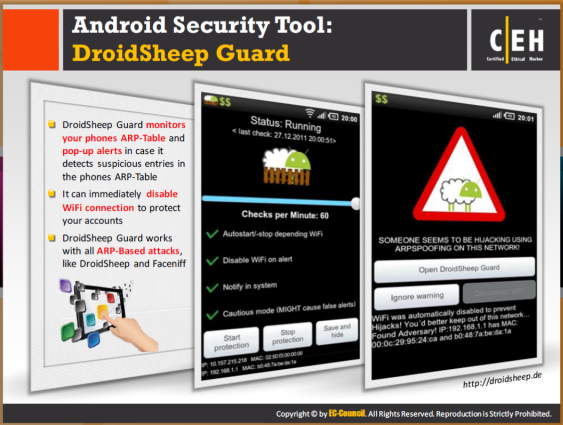 Android Security Tool:
DroidSheep Guard
C EH
Certified Ethical Hacker
DroidSheep Guard monitors
your phones ARP-Table and
pop-up alerts in case it
detects suspicious entries in
the phones ARP-Table
It can immediately disable
WiFi connection to protect
your accounts
DroidSheep Guard works
with all ARP-Based attacks,
like DroidSheep and Faceniff
$$
20:00
Status: Running
< last check: 27.12.2011 20:00:51>
Checks per Minute: 60
Autostart/-stop depending WiFi
Disable WiFi on alert
Notify in system
Cautious mode (MIGHT cause false alerts)
Start
protection
Stop
protection
Save and
hide
IP: 10.157.215.218 MAC: 02:50:f3:00:00:00
IP: 192.168.1.1 MAC: b0:48:7a:be:da:1a
$$
20:01
SOMEONE SEEMS TO BE HIJACKING USING
ARPSPOOFING ON THIS NETWORK!
Open DroidSheep Guard
Ignore warning
WiFi was automatically disabled to prevent
Hijacks! You'd better keep out of this network...
Found Adversary! IP:192.168.1.1 has MAC:
00:0c:29:95:24:ca and b0:48:7a:be:da:1a
http://droidsheep.de
Copyright © by EC-Council. All Rights Reserved. Reproduction is Strictly Prohibited.